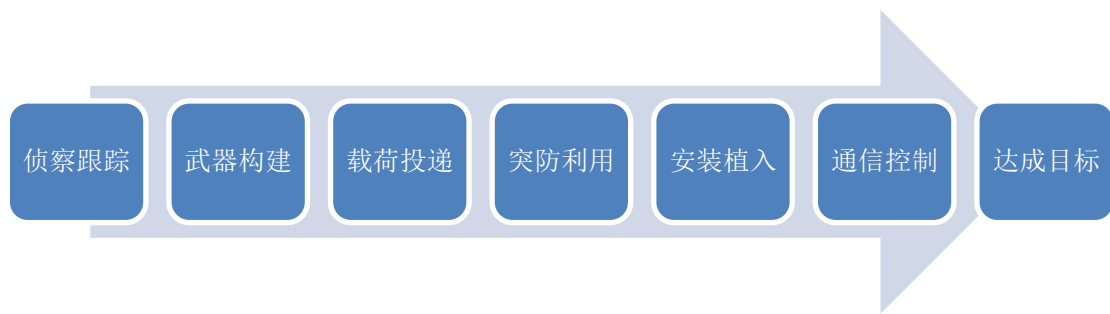 侦察跟踪
武器构建
载荷投递
突防利用
安装植入
通信控制
达成目标